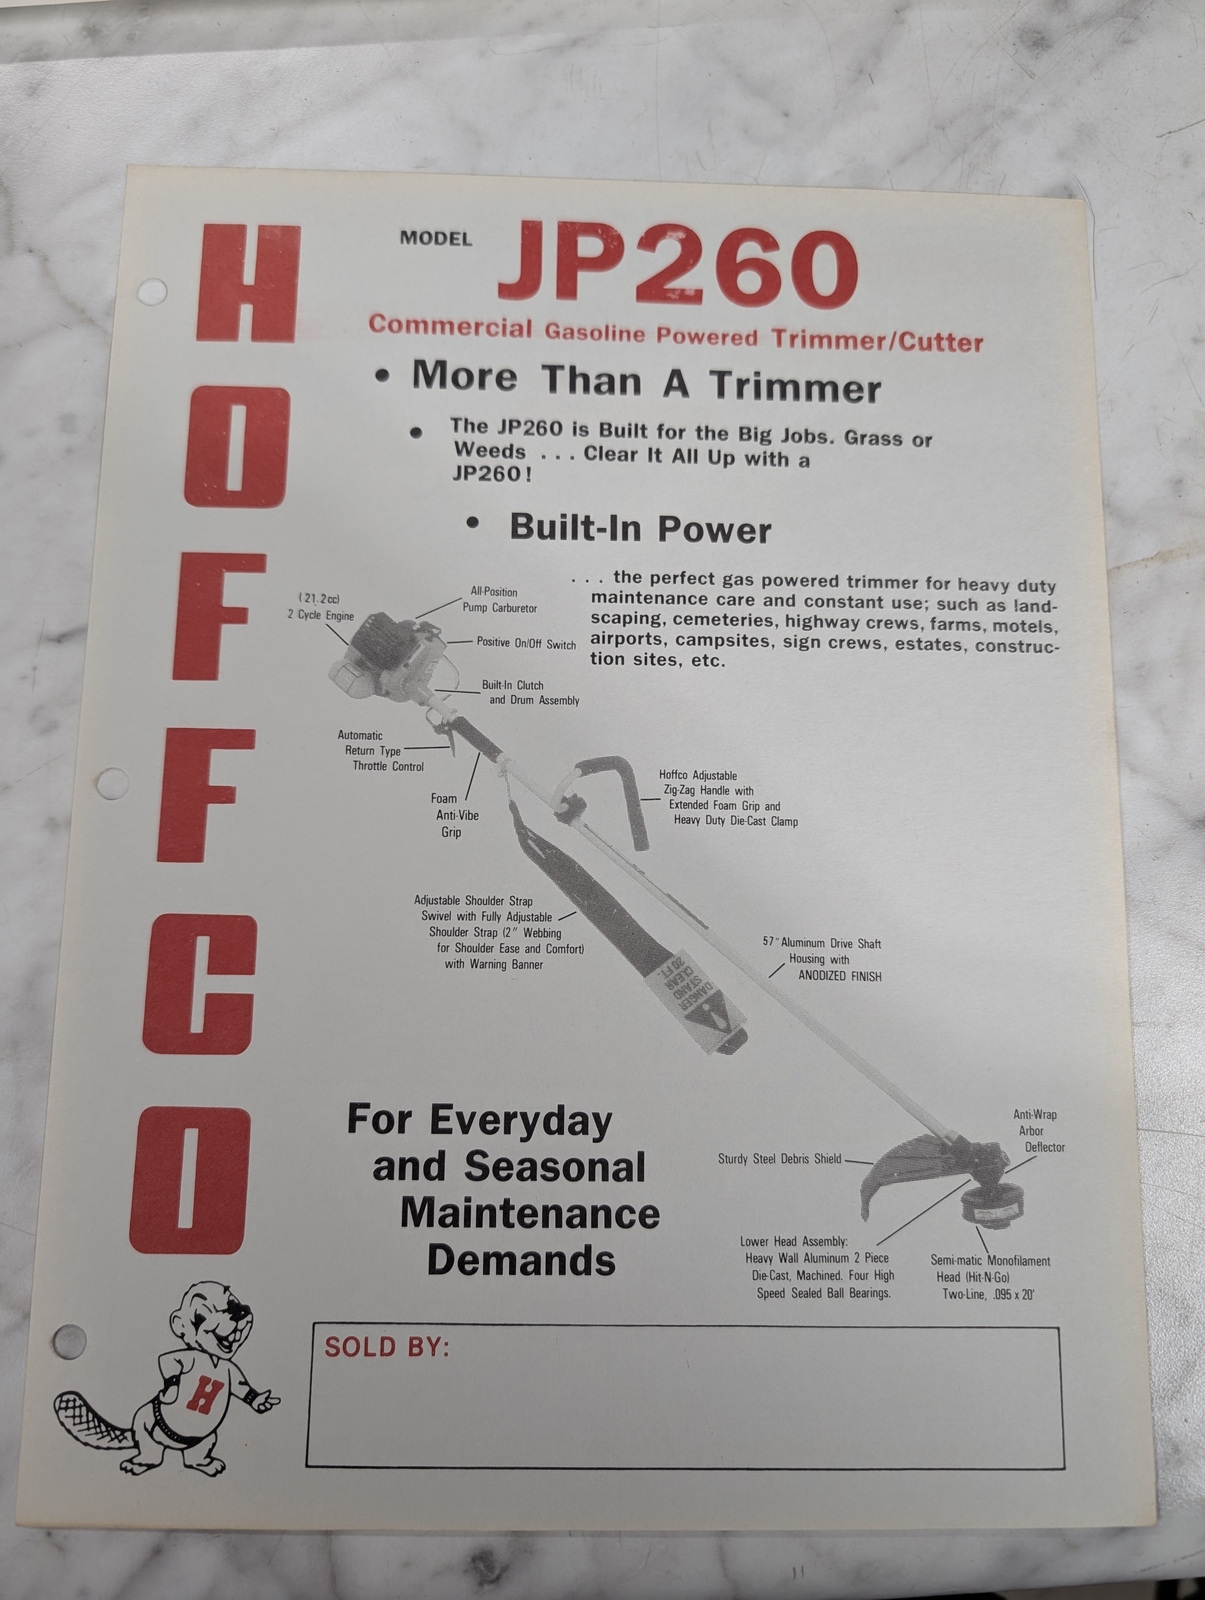 HOFFCO
MODEL JP260
Commercial Gasoline Powered Trimmer/Cutter
• More Than A Trimmer
• The JP260 is Built for the Big Jobs. Grass or
Weeds . . . Clear It All Up with a
JP260!
• Built-In Power
. . . the perfect gas powered trimmer for heavy duty
maintenance care and constant use; such as land-
scaping, cemeteries, highway crews, farms, motels,
airports, campsites, sign crews, estates, construc-
tion sites, etc.
(21.2cc)
2 Cycle Engine
All-Position
Pump Carburetor
Positive On/Off Switch
Built-In Clutch
and Drum Assembly
Automatic
Return Type
Throttle Control
Foam
Anti-Vibe
Grip
Hoffco Adjustable
Zig-Zag Handle with
Extended Foam Grip and
Heavy Duty Die-Cast Clamp
Adjustable Shoulder Strap
Swivel with Fully Adjustable
Shoulder Strap (2" Webbing
for Shoulder Ease and Comfort)
with Warning Banner
57" Aluminum Drive Shaft
Housing with
ANODIZED FINISH
DANGER
STAND
CLEAR
20 FT.
For Everyday
and Seasonal
Maintenance
Demands
Anti-Wrap
Arbor
Deflector
Sturdy Steel Debris Shield
Lower Head Assembly:
Heavy Wall Aluminum 2 Piece
Die-Cast, Machined. Four High
Speed Sealed Ball Bearings.
Semi-matic Monofilament
Head (Hit-N-Go)
Two-Line, .095 x 20'
H
SOLD BY: